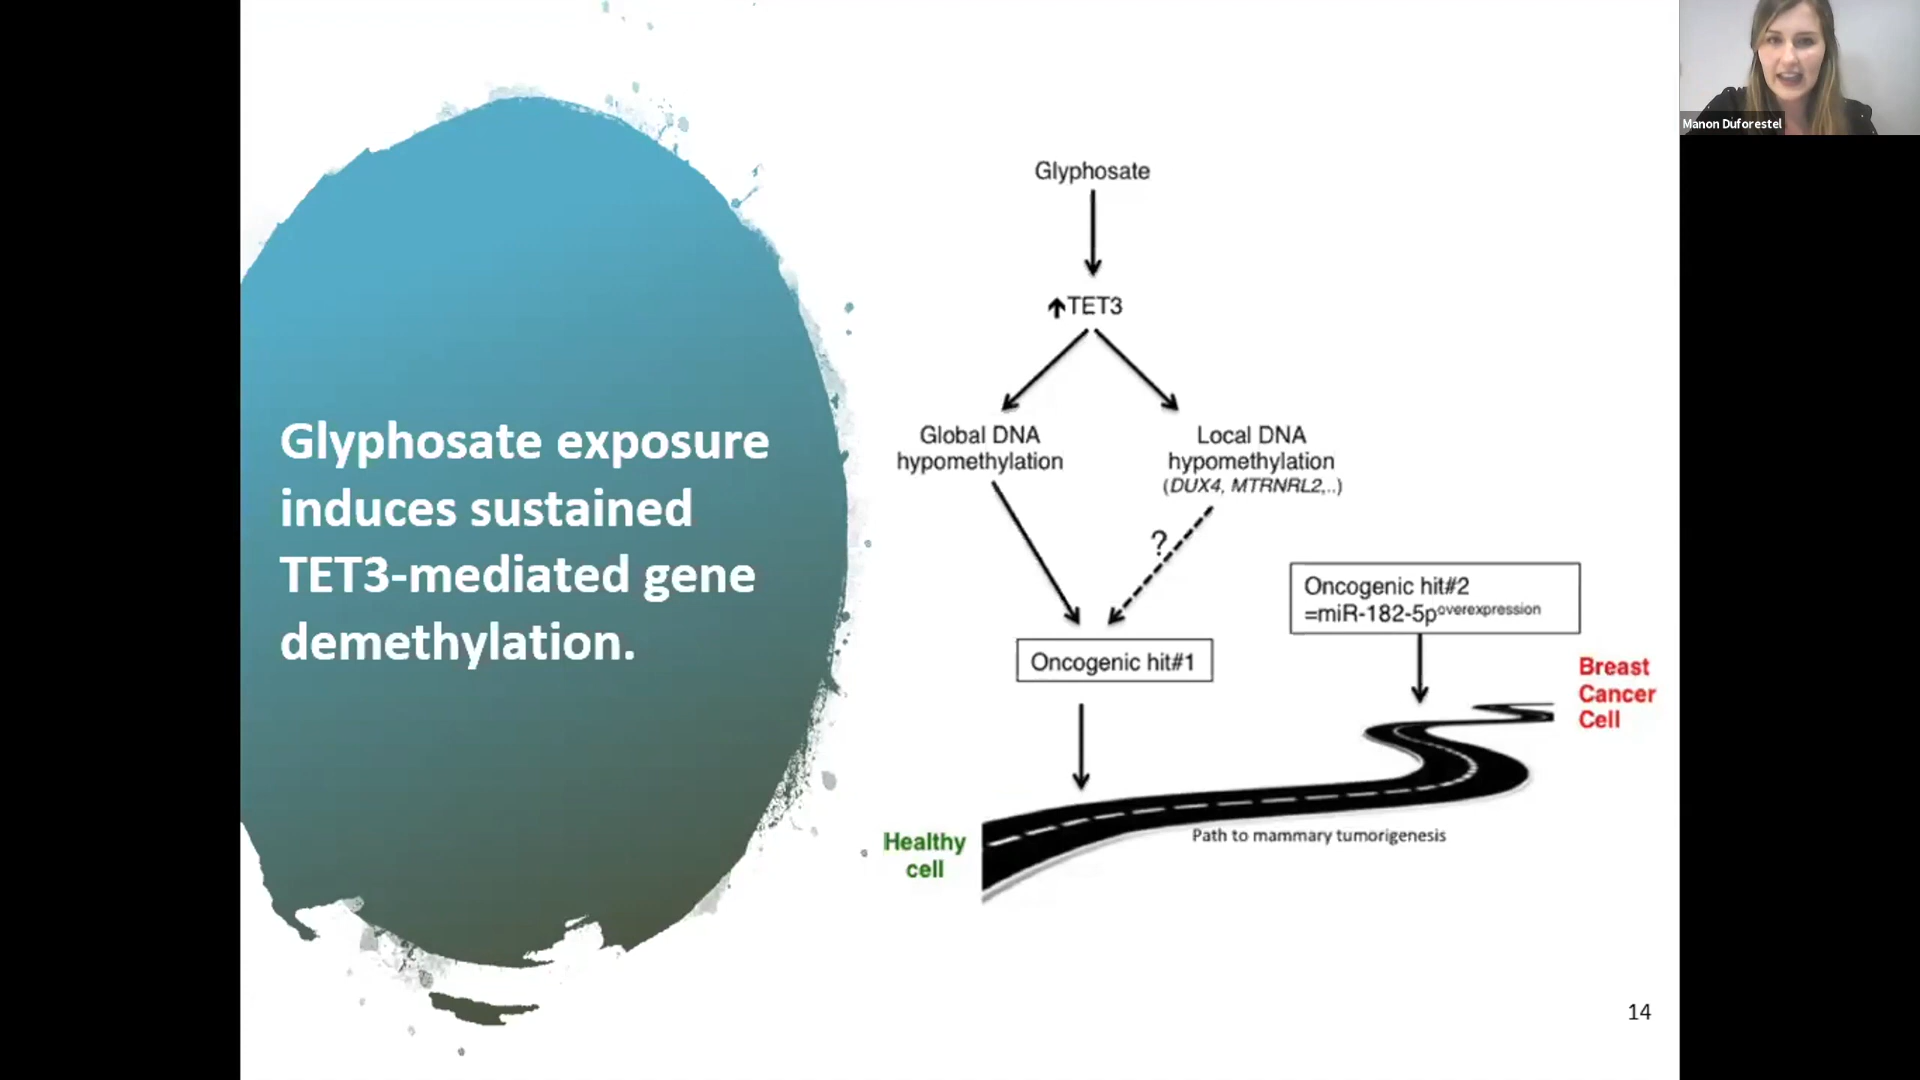 Manon Duforestel
Glyphosate exposure
induces sustained
TET3-mediated gene
demethylation.
Glyphosate
↑TET3
Global DNA
hypomethylation
Local DNA
hypomethylation
(DUX4, MTRNRL2,..)
?
Oncogenic hit#1
Oncogenic hit#2
=miR-182-5poverexpression
Breast
Cancer
Cell
Healthy
cell
Path to mammary tumorigenesis
14